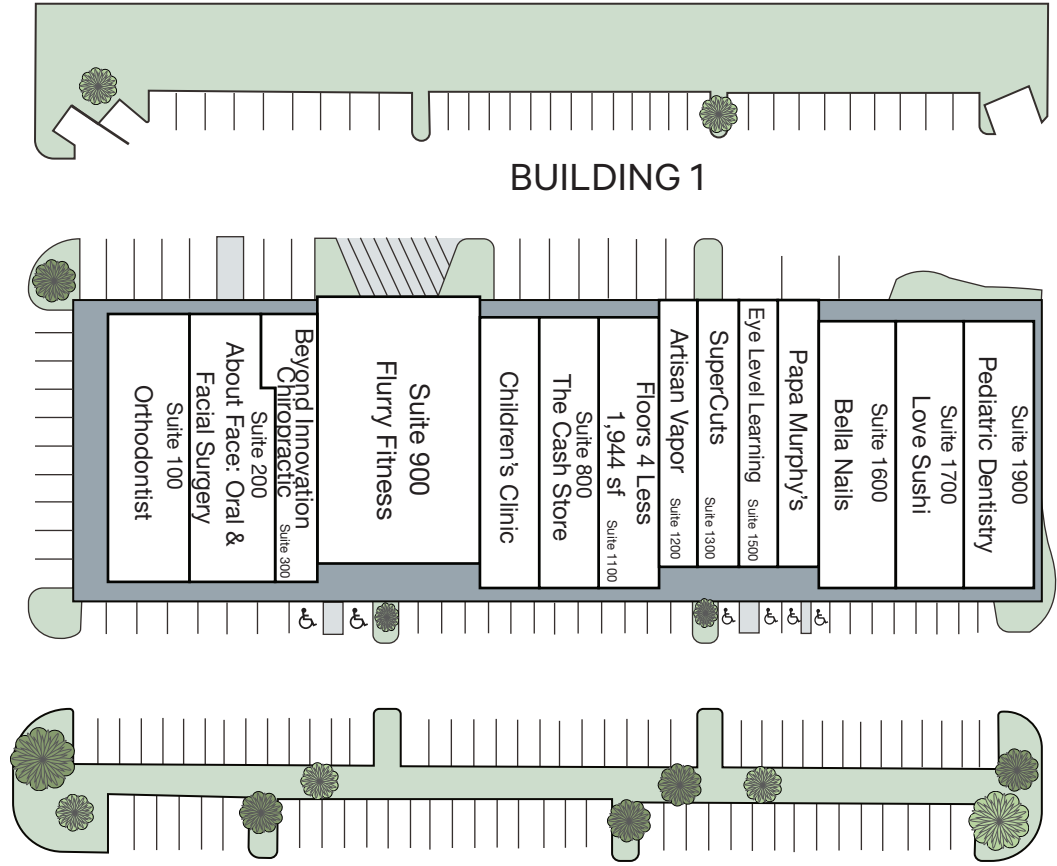 BUILDING 1
Suite 100
Orthodontist
Suite 200
About Face: Oral &
Facial Surgery
Beyond Innovation
Chiropractic
Suite 300
Suite 900
Flurry Fitness
Children's Clinic
Suite 800
The Cash Store
Floors 4 Less
1,944 sf
Suite 1100
Artisan Vapor
Suite 1200
SuperCuts
Suite 1300
Eye Level Learning
Suite 1500
Papa Murphy's
Suite 1600
Bella Nails
Suite 1700
Love Sushi
Suite 1900
Pediatric Dentistry